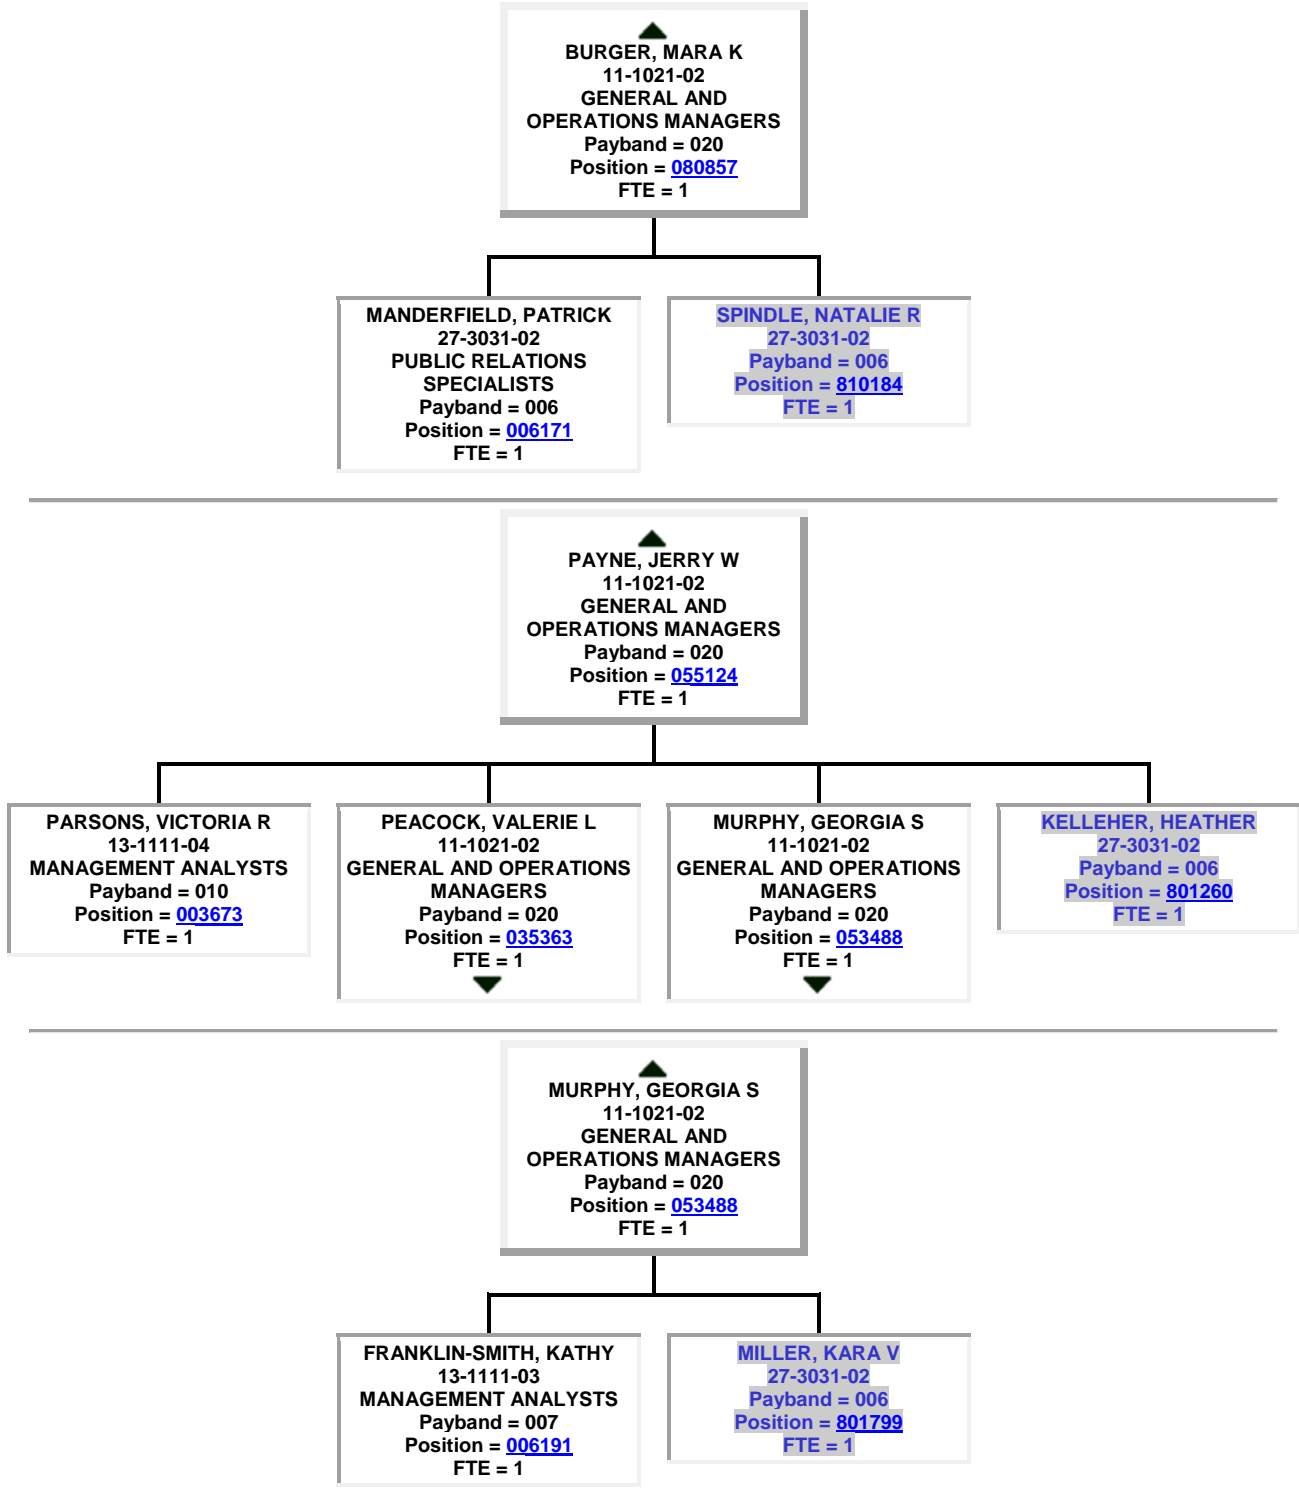 BURGER, MARA K
11-1021-02
GENERAL AND
OPERATIONS MANAGERS
Payband = 020
Position = 080857
FTE = 1
MANDERFIELD, PATRICK
27-3031-02
PUBLIC RELATIONS
SPECIALISTS
Payband = 006
Position = 006171
FTE = 1
SPINDLE, NATALIE R
27-3031-02
Payband = 006
Position = 810184
FTE = 1
PAYNE, JERRY W
11-1021-02
GENERAL AND
OPERATIONS MANAGERS
Payband = 020
Position = 055124
FTE = 1
PARSONS, VICTORIA R
13-1111-04
MANAGEMENT ANALYSTS
Payband = 010
Position = 003673
FTE = 1
PEACOCK, VALERIE L
11-1021-02
GENERAL AND OPERATIONS
MANAGERS
Payband = 020
Position = 035363
FTE = 1
MURPHY, GEORGIA S
11-1021-02
GENERAL AND OPERATIONS
MANAGERS
Payband = 020
Position = 053488
FTE = 1
KELLEHER, HEATHER
27-3031-02
Payband = 006
Position = 801260
FTE = 1
MURPHY, GEORGIA S
11-1021-02
GENERAL AND
OPERATIONS MANAGERS
Payband = 020
Position = 053488
FTE = 1
FRANKLIN-SMITH, KATHY
13-1111-03
MANAGEMENT ANALYSTS
Payband = 007
Position = 006191
FTE = 1
MILLER, KARA V
27-3031-02
Payband = 006
Position = 801799
FTE = 1